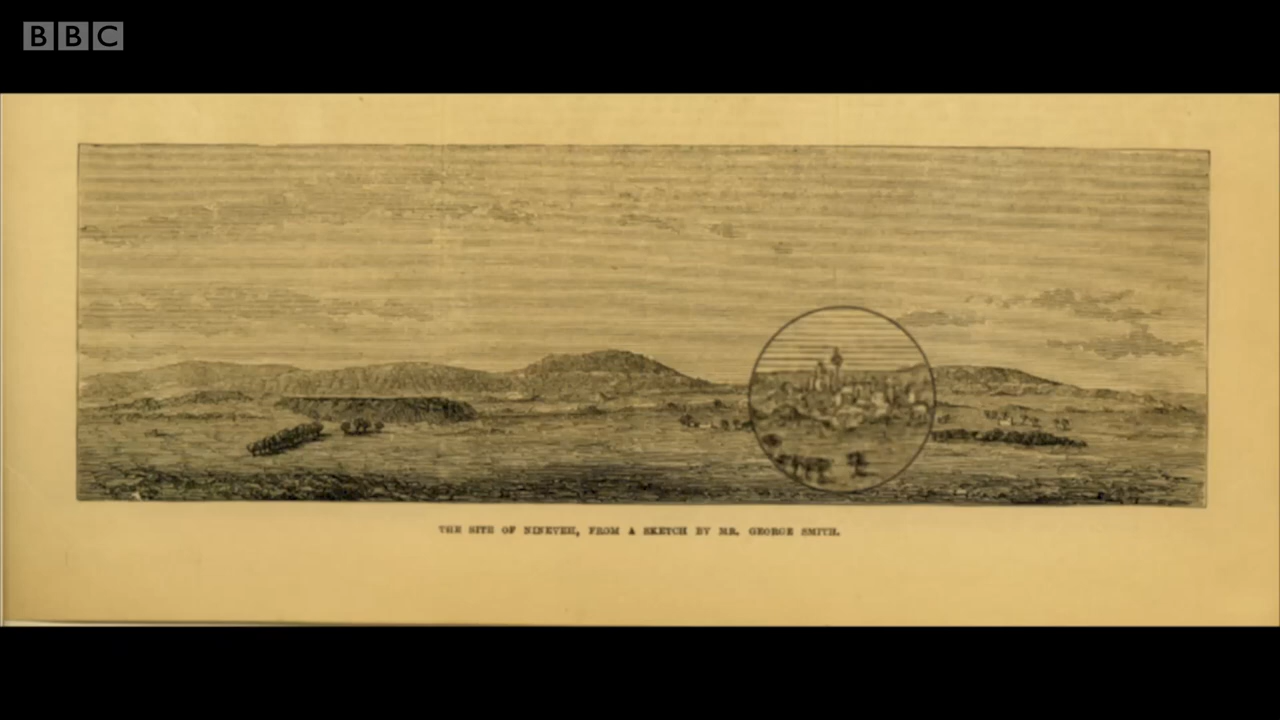 BBC
THE SITE OF NINEVEH, FROM A SKETCH BY MR. GEORGE SMITH.